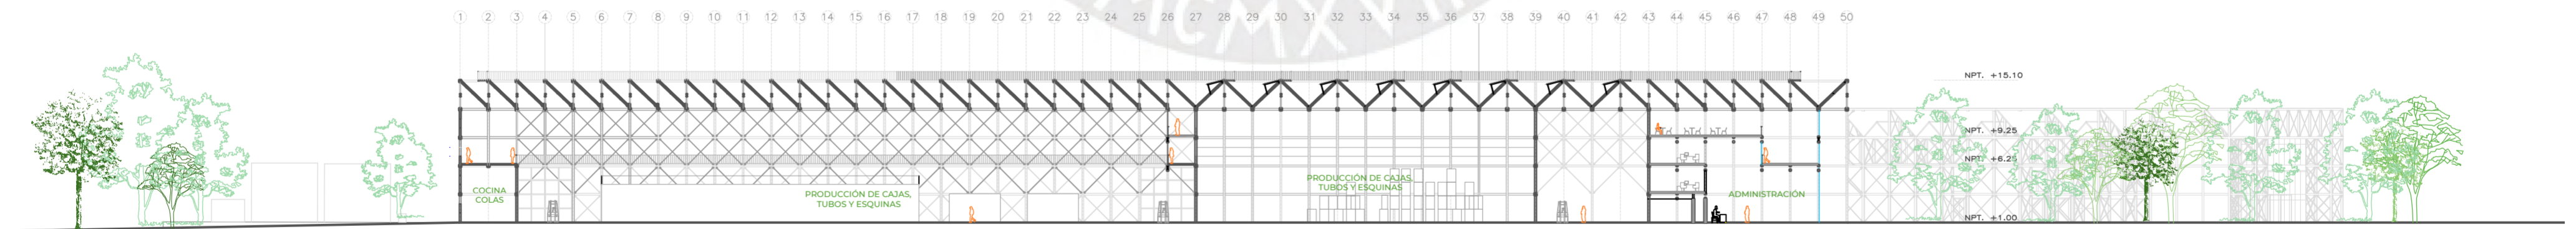 MCMXVII
1 2 3 4 5 6 7 8 9 10 11 12 13 14 15 16 17 18 19 20 21 22 23 24 25 26 27 28 29 30 31 32 33 34 35 36 37 38 39 40 41 42 43 44 45 46 47 48 49 50
NPT. +15.10
NPT. +9.25
NPT. +6.25
COCINA
COLAS
PRODUCCIÓN DE CAJAS,
TUBOS Y ESQUINAS
PRODUCCIÓN DE CAJAS,
TUBOS Y ESQUINAS
ADMINISTRACIÓN
NPT. +1.00